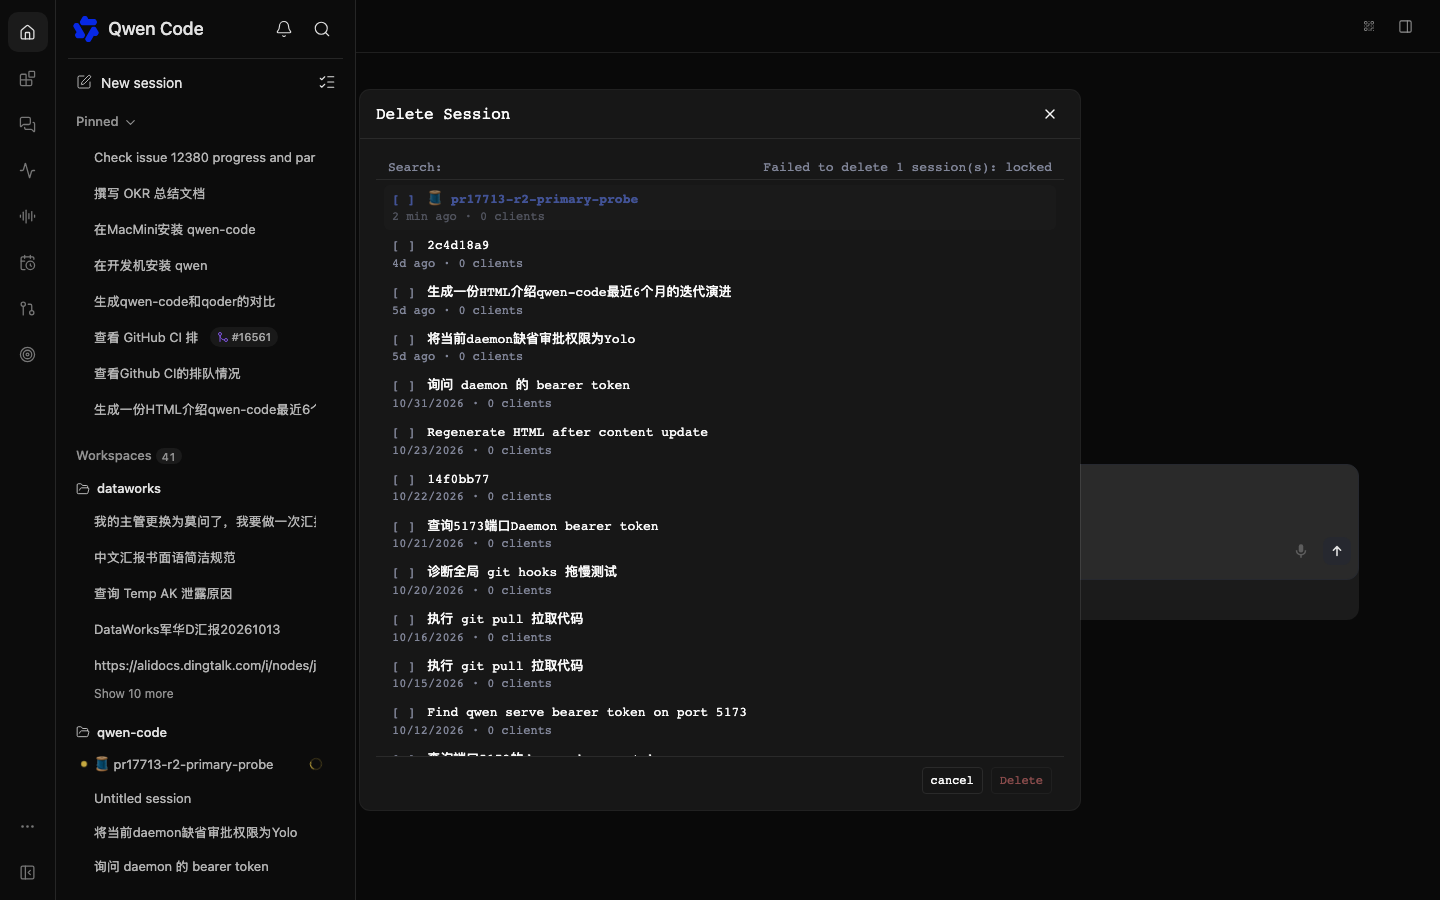 Qwen Code
New session
Pinned
Check issue 12380 progress and par
撰写 OKR 总结文档
在MacMini安装 qwen-code
在开发机安装 qwen
生成qwen-code和qoder的对比
查看 GitHub CI 排 #16561
查看Github CI的排队情况
生成一份HTML介绍qwen-code最近6个
Workspaces 41
dataworks
我的主管更换为莫问了，我要做一次汇报
中文汇报书面语简洁规范
查询 Temp AK 泄露原因
DataWorks军华D汇报20261013
https://alidocs.dingtalk.com/i/nodes/j
Show 10 more
qwen-code
pr17713-r2-primary-probe
Untitled session
将当前daemon缺省审批权限为Yolo
询问 daemon 的 bearer token
Delete Session
Search: Failed to delete 1 session(s): locked
[ ] pr17713-r2-primary-probe
2 min ago • 0 clients
[ ] 2c4d18a9
4d ago • 0 clients
[ ] 生成一份HTML介绍qwen-code最近6个月的迭代演进
5d ago • 0 clients
[ ] 将当前daemon缺省审批权限为Yolo
5d ago • 0 clients
[ ] 询问 daemon 的 bearer token
10/31/2026 • 0 clients
[ ] Regenerate HTML after content update
10/23/2026 • 0 clients
[ ] 14f0bb77
10/22/2026 • 0 clients
[ ] 查询5173端口Daemon bearer token
10/21/2026 • 0 clients
[ ] 诊断全局 git hooks 拖慢测试
10/20/2026 • 0 clients
[ ] 执行 git pull 拉取代码
10/16/2026 • 0 clients
[ ] 执行 git pull 拉取代码
10/15/2026 • 0 clients
[ ] Find qwen serve bearer token on port 5173
10/12/2026 • 0 clients
cancel Delete